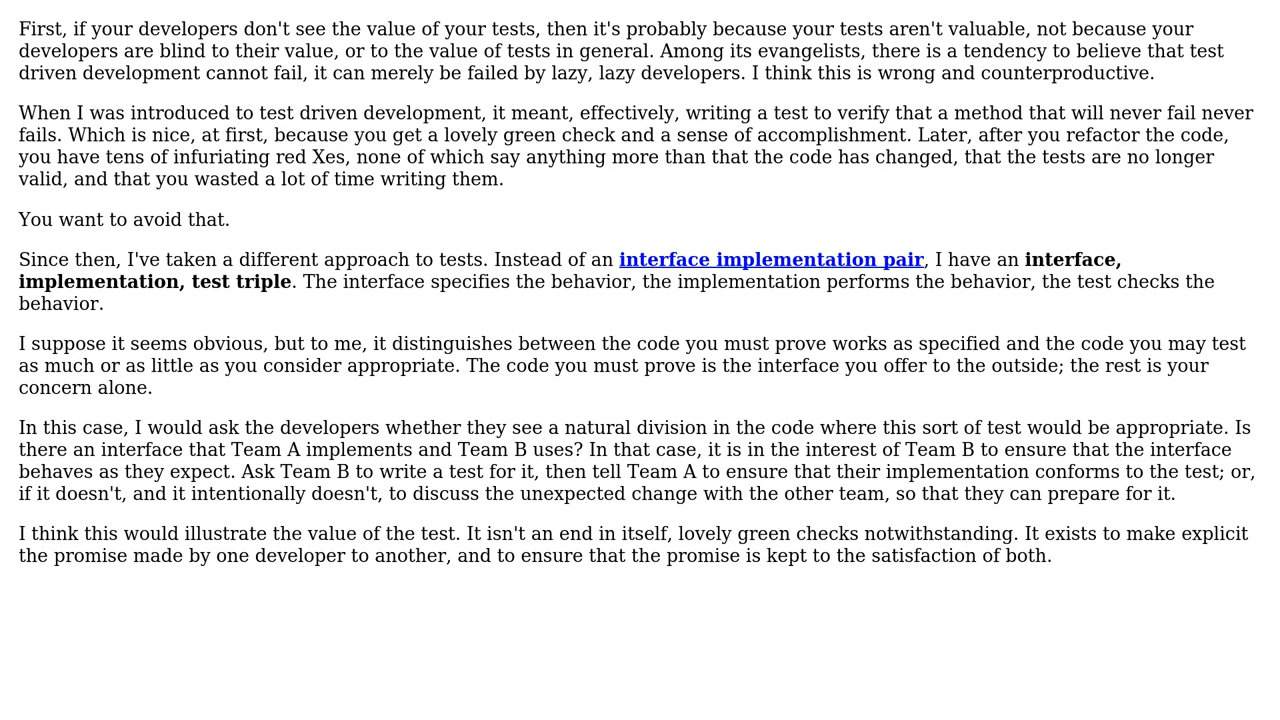 First, if your developers don't see the value of your tests, then it's probably because your tests aren't valuable, not because your
developers are blind to their value, or to the value of tests in general. Among its evangelists, there is a tendency to believe that test
driven development cannot fail, it can merely be failed by lazy, lazy developers. I think this is wrong and counterproductive.
When I was introduced to test driven development, it meant, effectively, writing a test to verify that a method that will never fail never
fails. Which is nice, at first, because you get a lovely green check and a sense of accomplishment. Later, after you refactor the code,
you have tens of infuriating red Xes, none of which say anything more than that the code has changed, that the tests are no longer
valid, and that you wasted a lot of time writing them.
You want to avoid that.
Since then, I've taken a different approach to tests. Instead of an interface implementation pair, I have an interface,
implementation, test triple. The interface specifies the behavior, the implementation performs the behavior, the test checks the
behavior.
I suppose it seems obvious, but to me, it distinguishes between the code you must prove works as specified and the code you may test
as much or as little as you consider appropriate. The code you must prove is the interface you offer to the outside; the rest is your
concern alone.
In this case, I would ask the developers whether they see a natural division in the code where this sort of test would be appropriate. Is
there an interface that Team A implements and Team B uses? In that case, it is in the interest of Team B to ensure that the interface
behaves as they expect. Ask Team B to write a test for it, then tell Team A to ensure that their implementation conforms to the test; or,
if it doesn't, and it intentionally doesn't, to discuss the unexpected change with the other team, so that they can prepare for it.
I think this would illustrate the value of the test. It isn't an end in itself, lovely green checks notwithstanding. It exists to make explicit
the promise made by one developer to another, and to ensure that the promise is kept to the satisfaction of both.